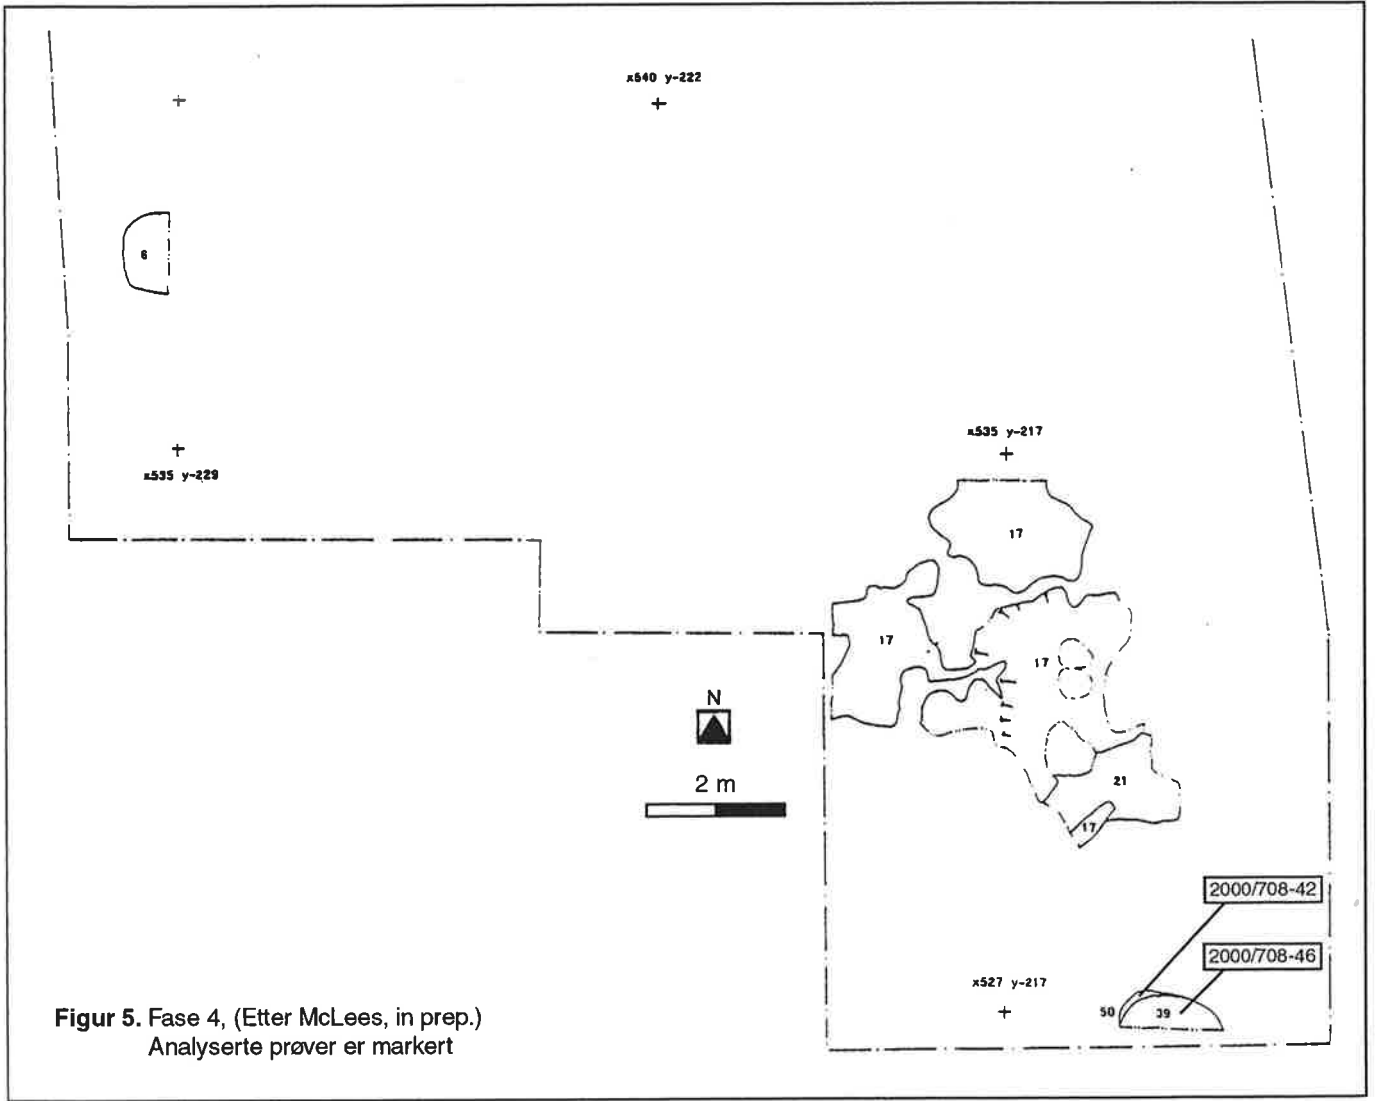 x540 y-222
6
x535 y-229
x535 y-217
17
17
17
N
2 m
21
17
2000/708-42
2000/708-46
x527 y-217
50
39
Figur 5. Fase 4, (Etter McLees, in prep.)
Analyserte prøver er markert